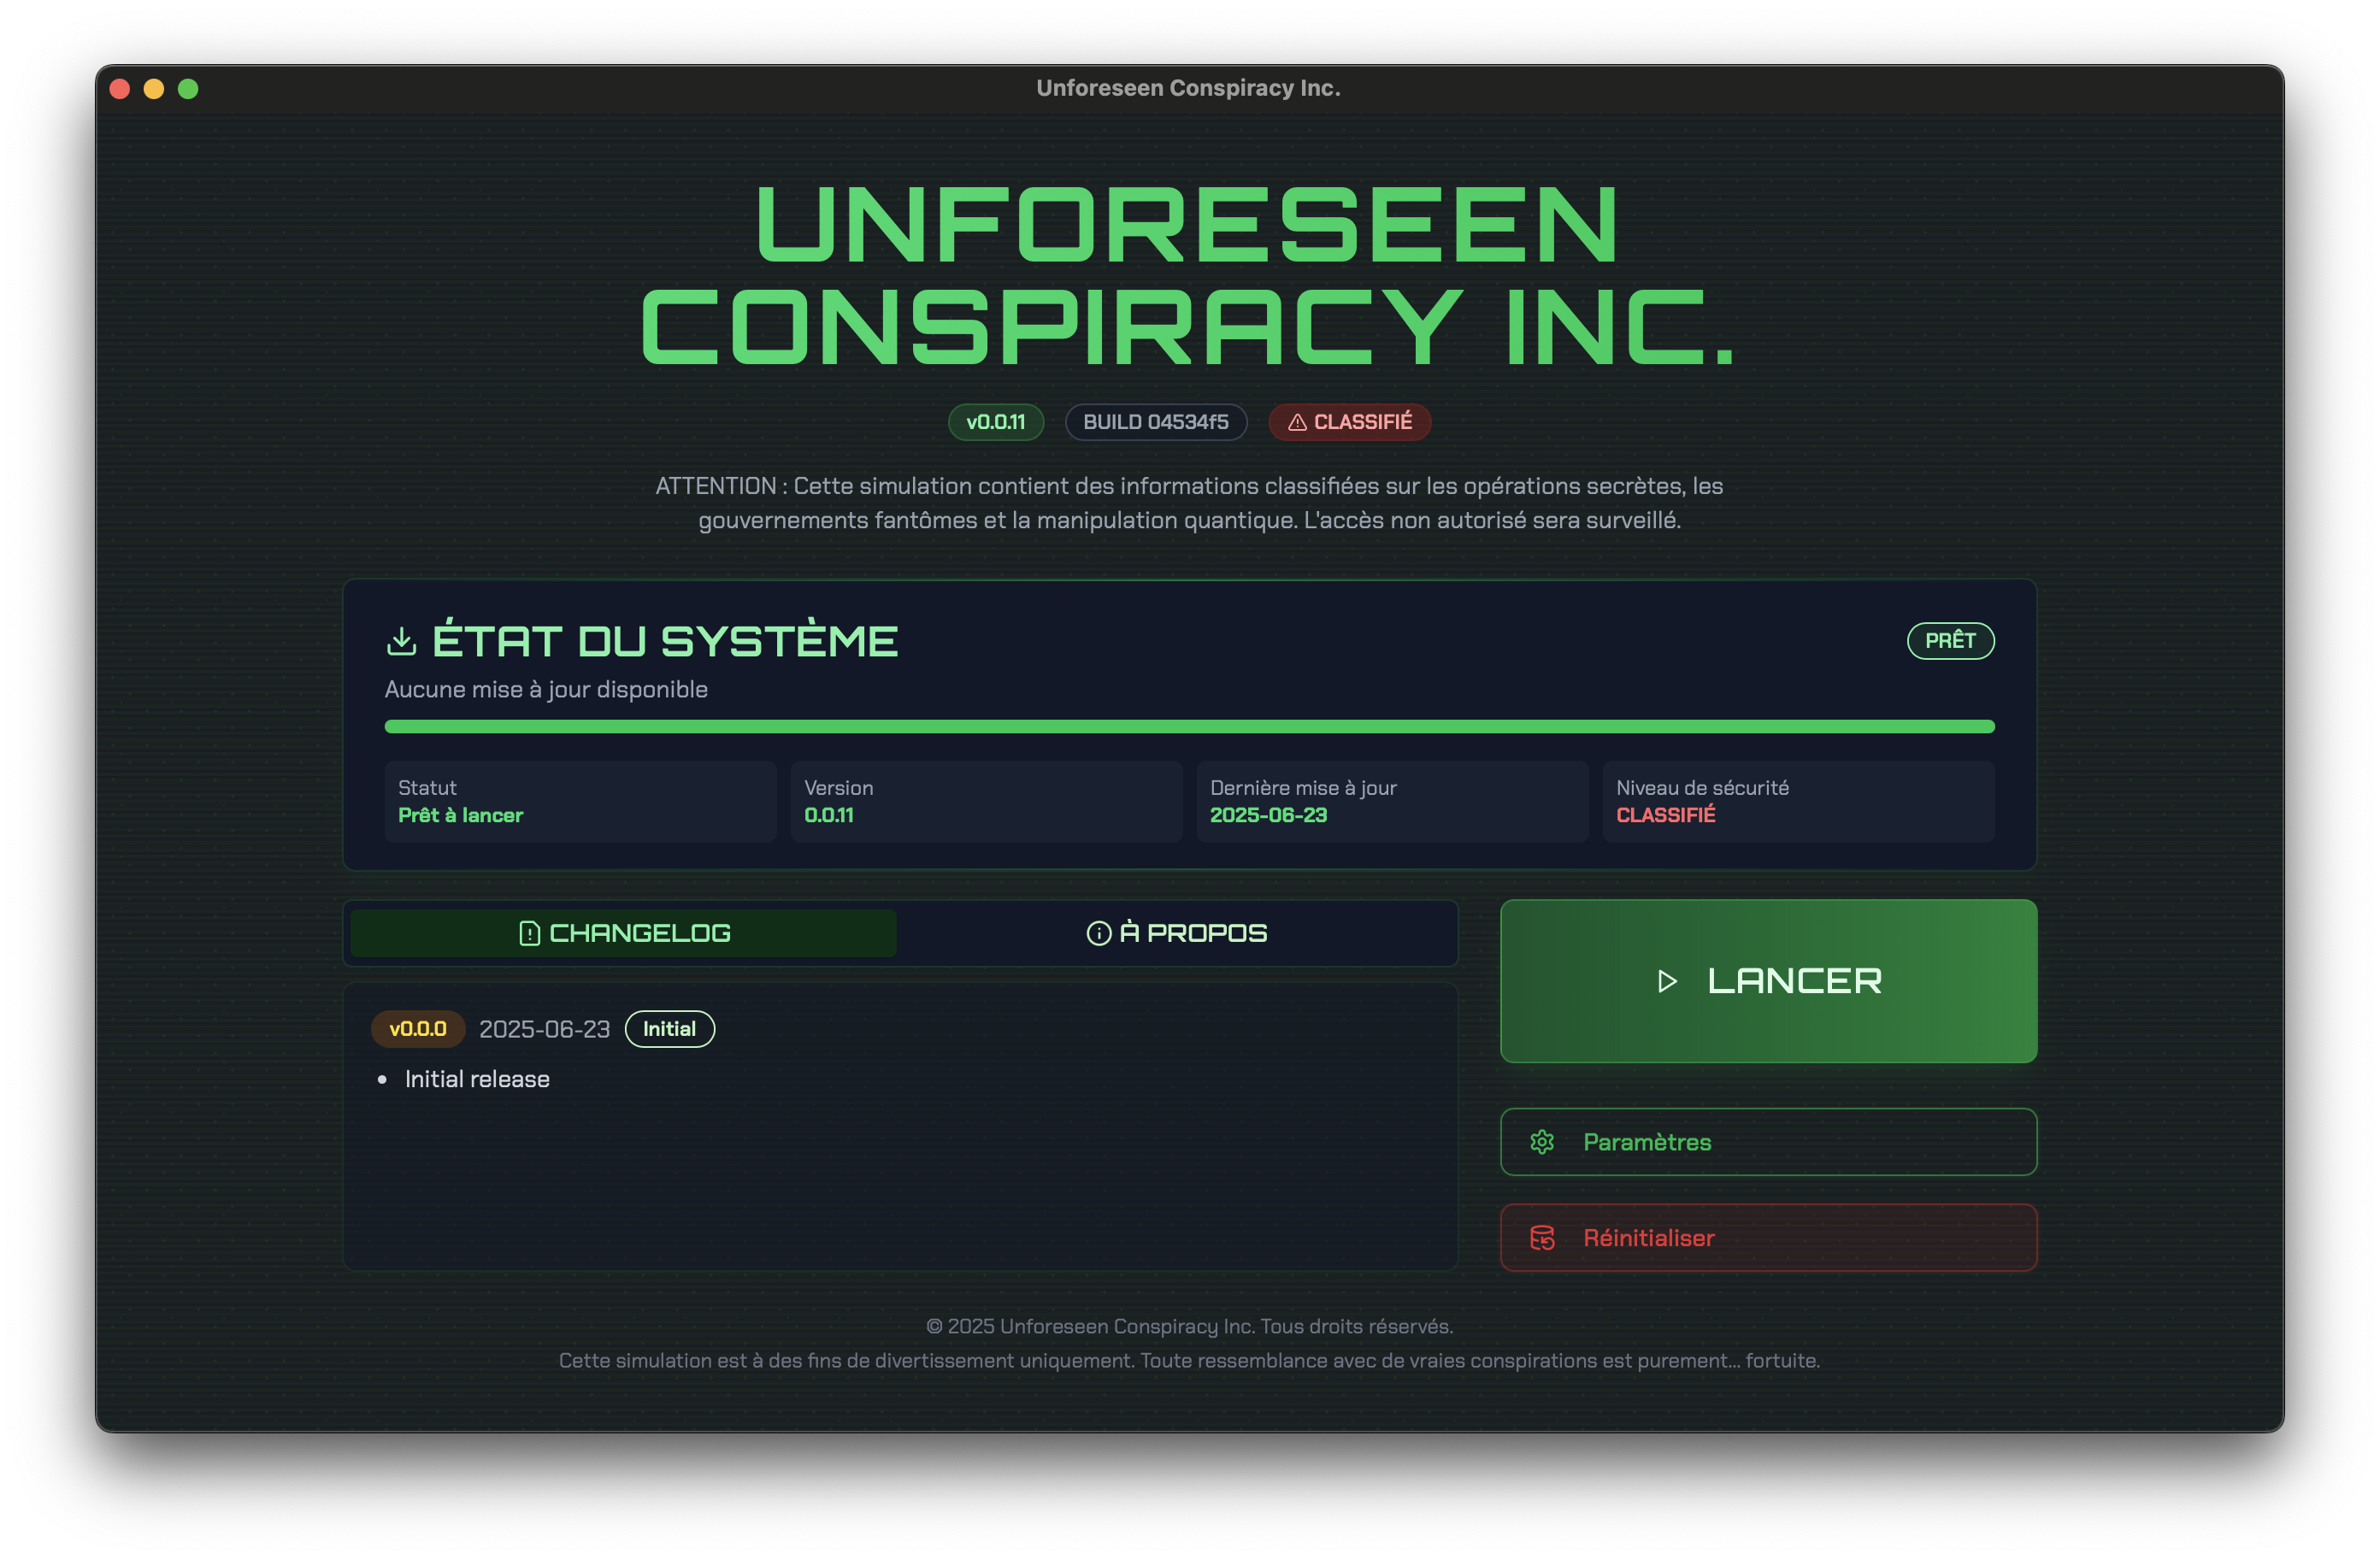 Unforeseen Conspiracy Inc.
UNFORESEEN
CONSPIRACY INC.
v0.0.11 BUILD 04534f5 CLASSIFIÉ
ATTENTION : Cette simulation contient des informations classifiées sur les opérations secrètes, les
gouvernements fantômes et la manipulation quantique. L'accès non autorisé sera surveillé.
ÉTAT DU SYSTÈME PRÊT
Aucune mise à jour disponible
Statut Version Dernière mise à jour Niveau de sécurité
Prêt à lancer 0.0.11 2025-06-23 CLASSIFIÉ
CHANGELOG À PROPOS
LANCER
v0.0.0 2025-06-23 Initial
• Initial release
Paramètres
Réinitialiser
© 2025 Unforeseen Conspiracy Inc. Tous droits réservés.
Cette simulation est à des fins de divertissement uniquement. Toute ressemblance avec de vraies conspirations est purement... fortuite.